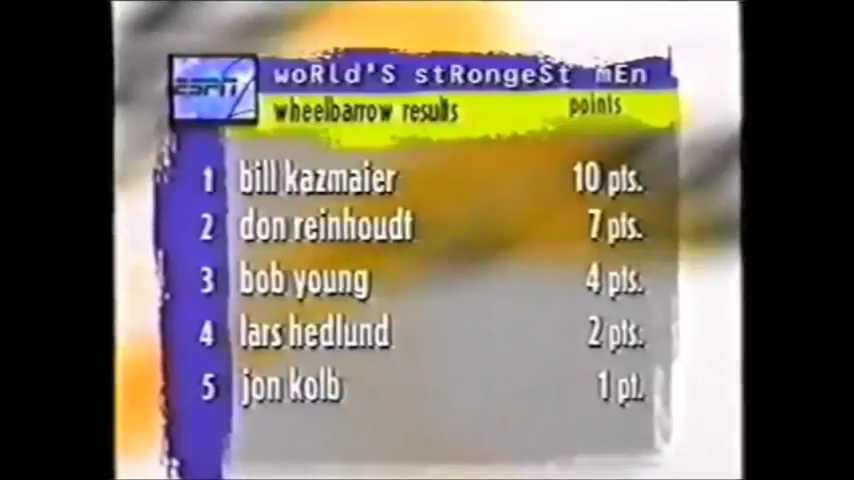 ESPN2 woRld'S stRongeSt mEn
wheelbarrow results points
1 bill kazmaier 10 pts.
2 don reinhoudt 7 pts.
3 bob young 4 pts.
4 lars hedlund 2 pts.
5 jon kolb 1 pt.